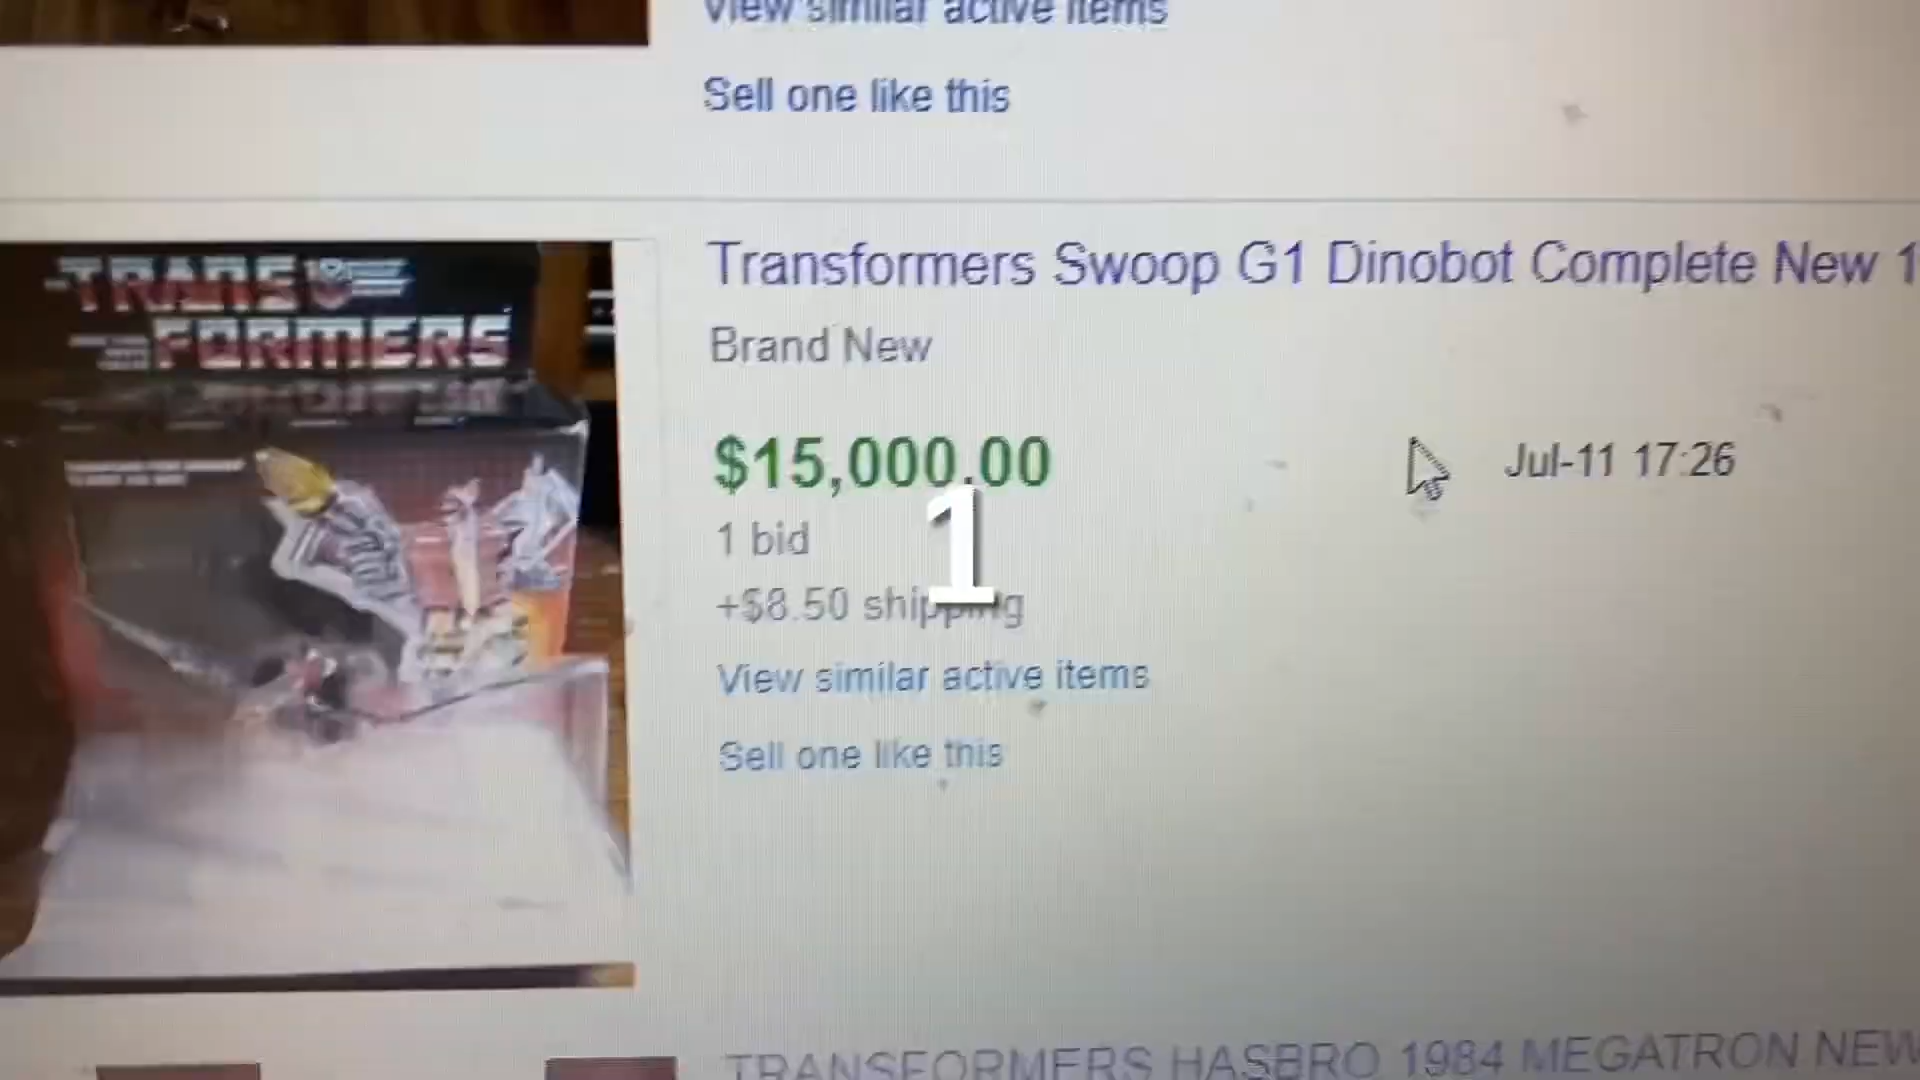 View similar active items
Sell one like this
TRANS
FORMERS
Transformers Swoop G1 Dinobot Complete New 1
Brand New
$15,000.00
1 bid
1
+$8.50 shipping
Jul-11 17:26
View similar active items
Sell one like this
TRANSFORMERS HASBRO 1984 MEGATRON NEW